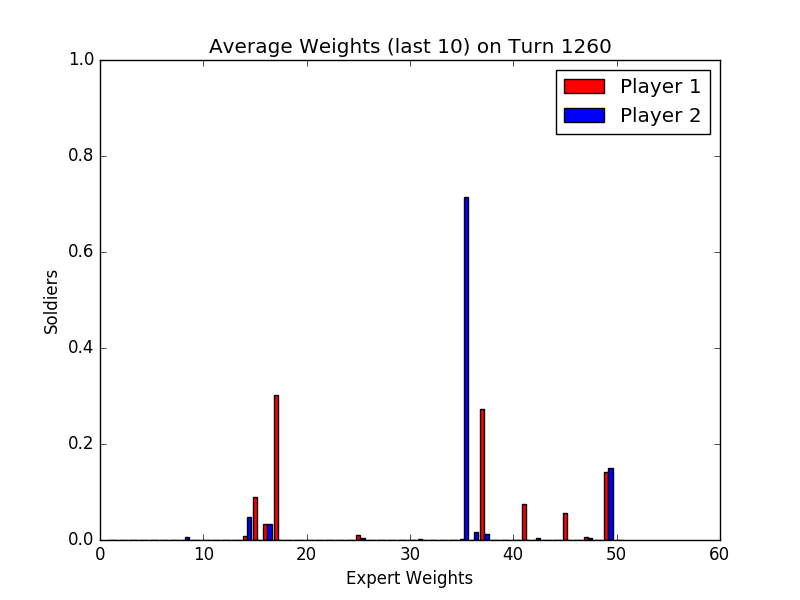 Average Weights (last 10) on Turn 1260
1.0
0.8
0.6
0.4
0.2
0.0
Soldiers
Player 1
Player 2
0 10 20 30 40 50 60
Expert Weights